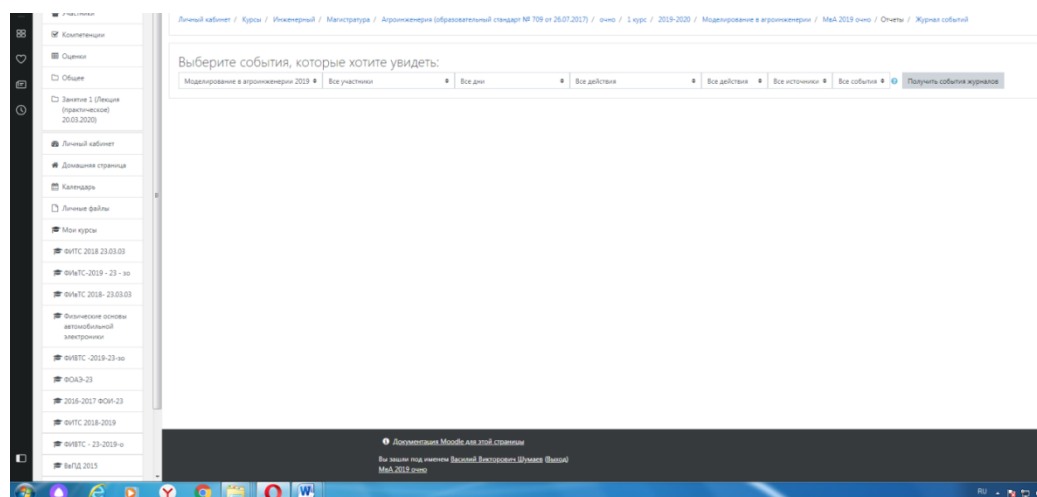 Участники
Личный кабинет / Курсы / Инженерный / Магистратура / Агроинженерия (образовательный стандарт № 709 от 26.07.2017) / очно / 1 курс / 2019-2020 / Моделирование в агроинженерии / МвА 2019 очно / Отчеты / Журнал событий
Компетенции
Оценки
Общее
Занятие 1 (Лекция
(практическое)
20.03.2020)
Личный кабинет
Домашняя страница
Календарь
Личные файлы
Мои курсы
ФИТС 2018 23.03.03
ФИвТС-2019 - 23 - зо
ФИвТС 2018- 23.03.03
Физические основы
автомобильной
электроники
ФИВТС -2019-23-зо
ФОАЭ-23
2016-2017 ФОИ-23
ФИТС 2018-2019
ФИВТС - 23-2019-о
ВвПД 2015
Выберите события, которые хотите увидеть:
Моделирование в агроинженерии 2019 Все участники Все дни Все действия Все действия Все источники Все события Получить события журналов
Документация Moodle для этой страницы
Вы зашли под именем Василий Викторович Шумаев (Выход)
МвА 2019 очно
RU